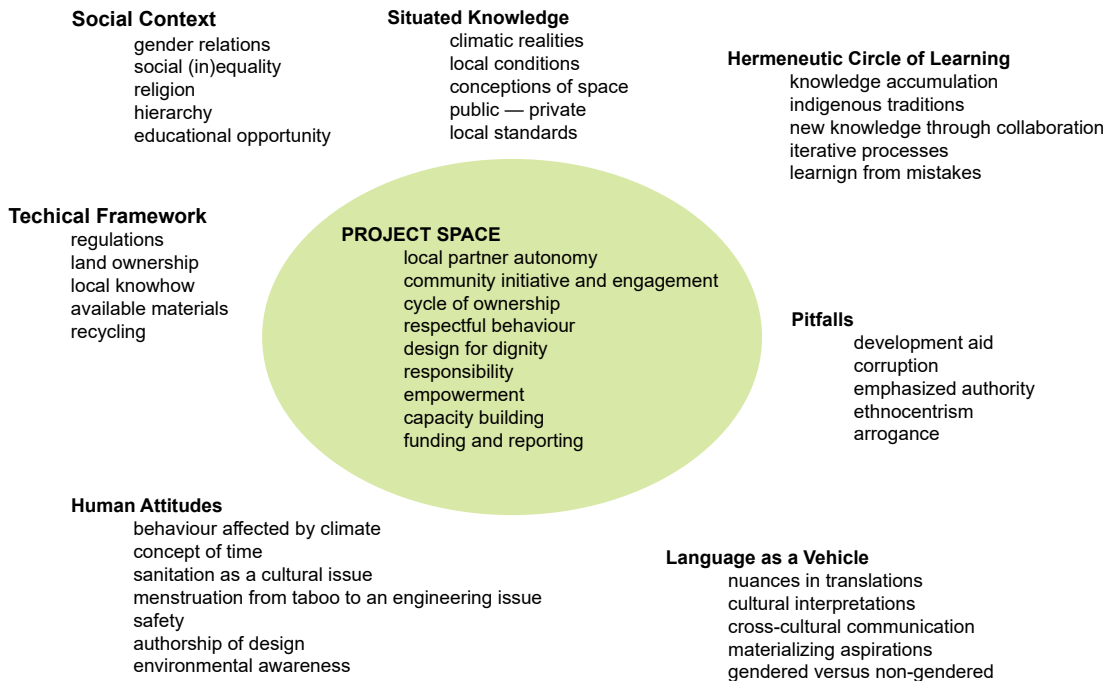 Social Context
gender relations
social (in)equality
religion
hierarchy
educational opportunity
Situated Knowledge
climatic realities
local conditions
conceptions of space
public — private
local standards
Hermeneutic Circle of Learning
knowledge accumulation
indigenous traditions
new knowledge through collaboration
iterative processes
learnign from mistakes
Techical Framework
regulations
land ownership
local knowhow
available materials
recycling
PROJECT SPACE
local partner autonomy
community initiative and engagement
cycle of ownership
respectful behaviour
design for dignity
responsibility
empowerment
capacity building
funding and reporting
Pitfalls
development aid
corruption
emphasized authority
ethnocentrism
arrogance
Human Attitudes
behaviour affected by climate
concept of time
sanitation as a cultural issue
menstruation from taboo to an engineering issue
safety
authorship of design
environmental awareness
Language as a Vehicle
nuances in translations
cultural interpretations
cross-cultural communication
materializing aspirations
gendered versus non-gendered